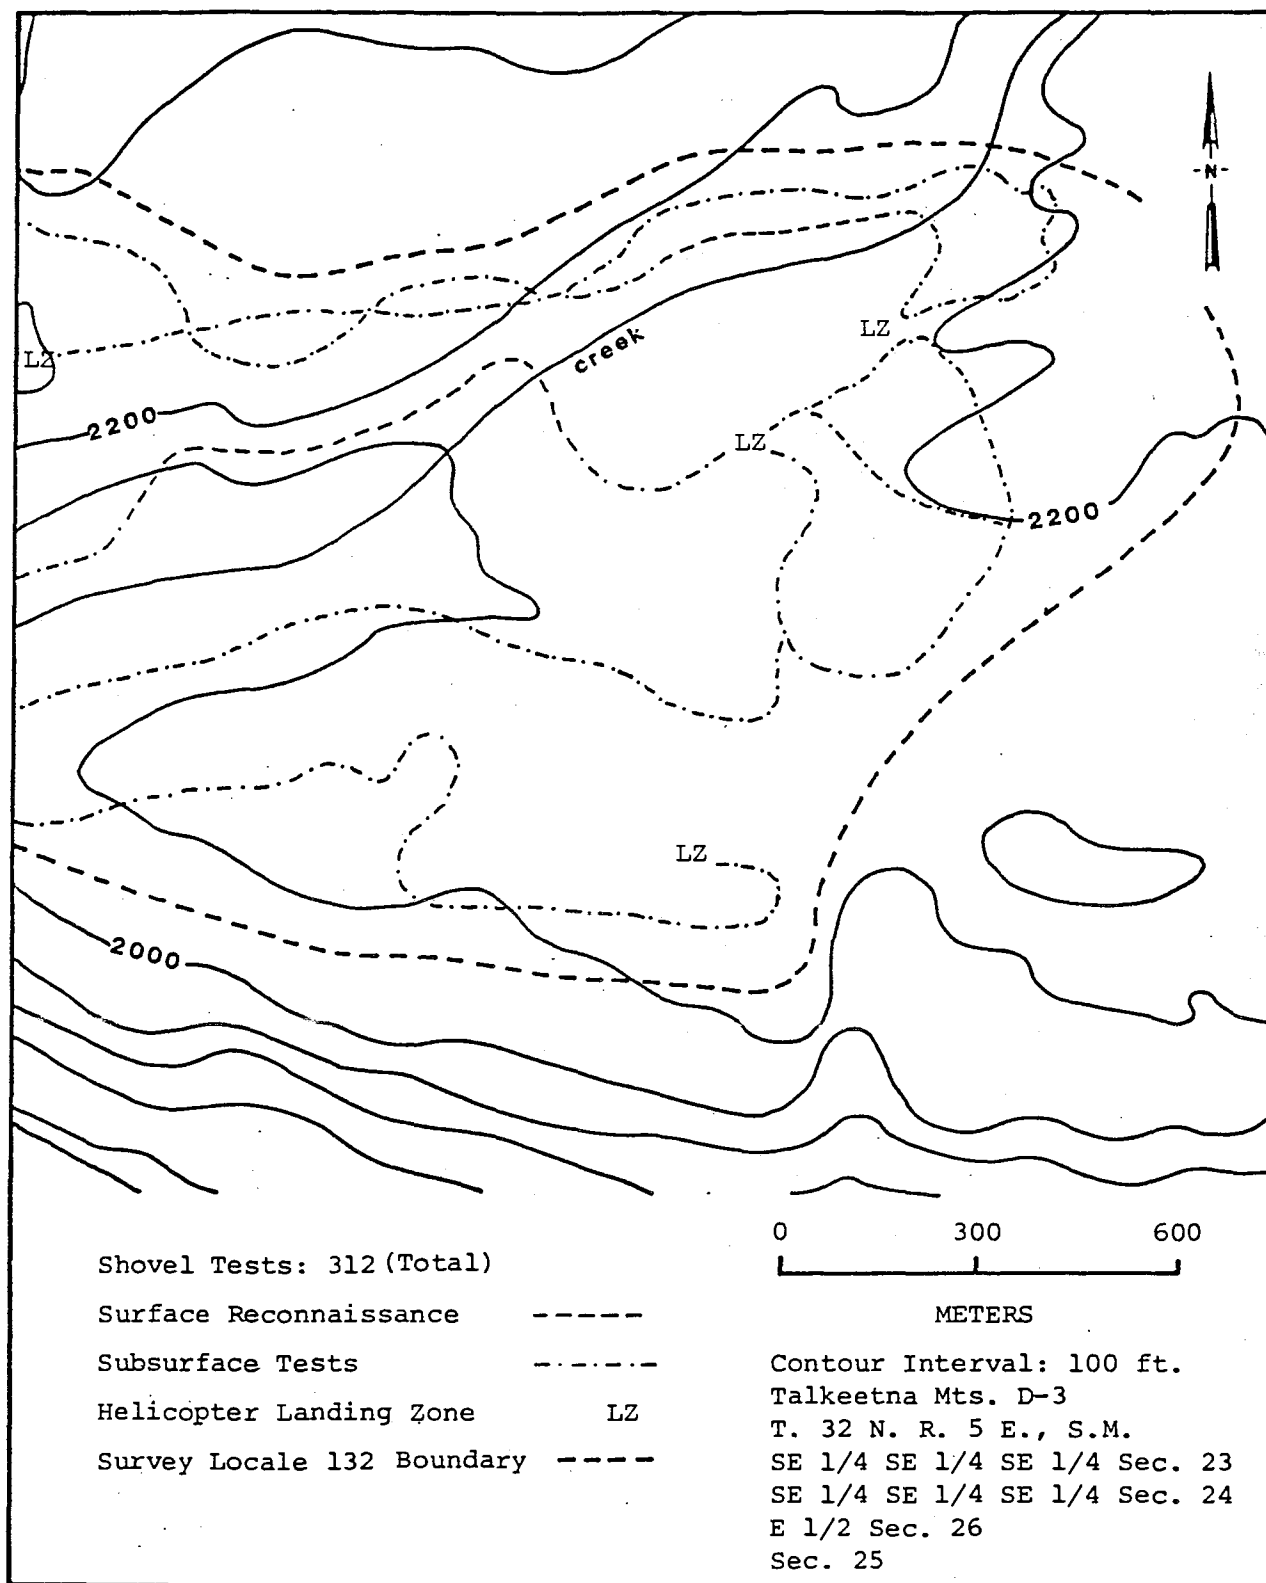 N
LZ
LZ
creek
2200
LZ
2200
LZ
2000
0 300 600
METERS
Shovel Tests: 312 (Total)
Surface Reconnaissance
Subsurface Tests
Helicopter Landing Zone LZ
Survey Locale 132 Boundary
Contour Interval: 100 ft.
Talkeetna Mts. D-3
T. 32 N. R. 5 E., S.M.
SE 1/4 SE 1/4 SE 1/4 Sec. 23
SE 1/4 SE 1/4 SE 1/4 Sec. 24
E 1/2 Sec. 26
Sec. 25